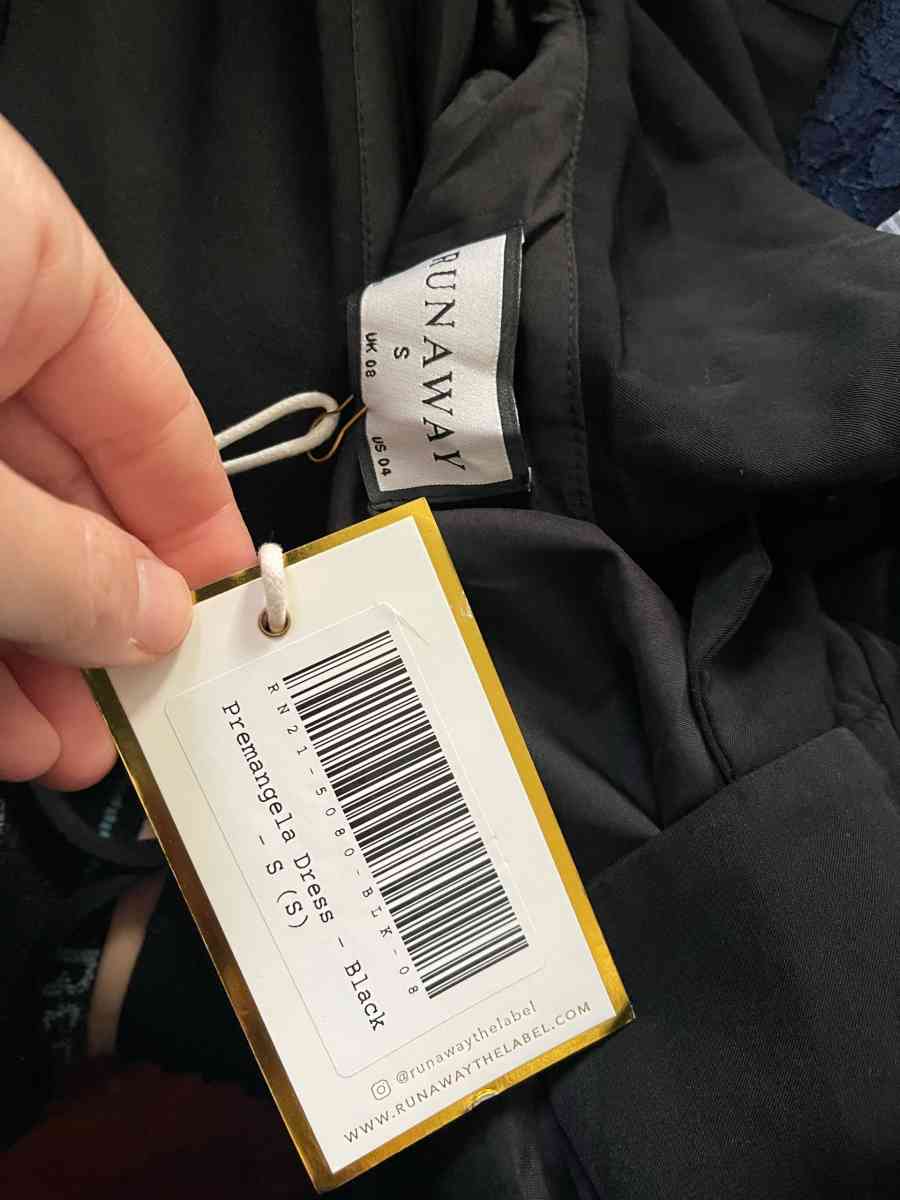 RUNAWAY
S
UK 08 US 04
RN21-5080-BLK-08
Premangela Dress - Black
- S (S)
@runawaythelabel
WWW.RUNAWAYTHELABEL.COM